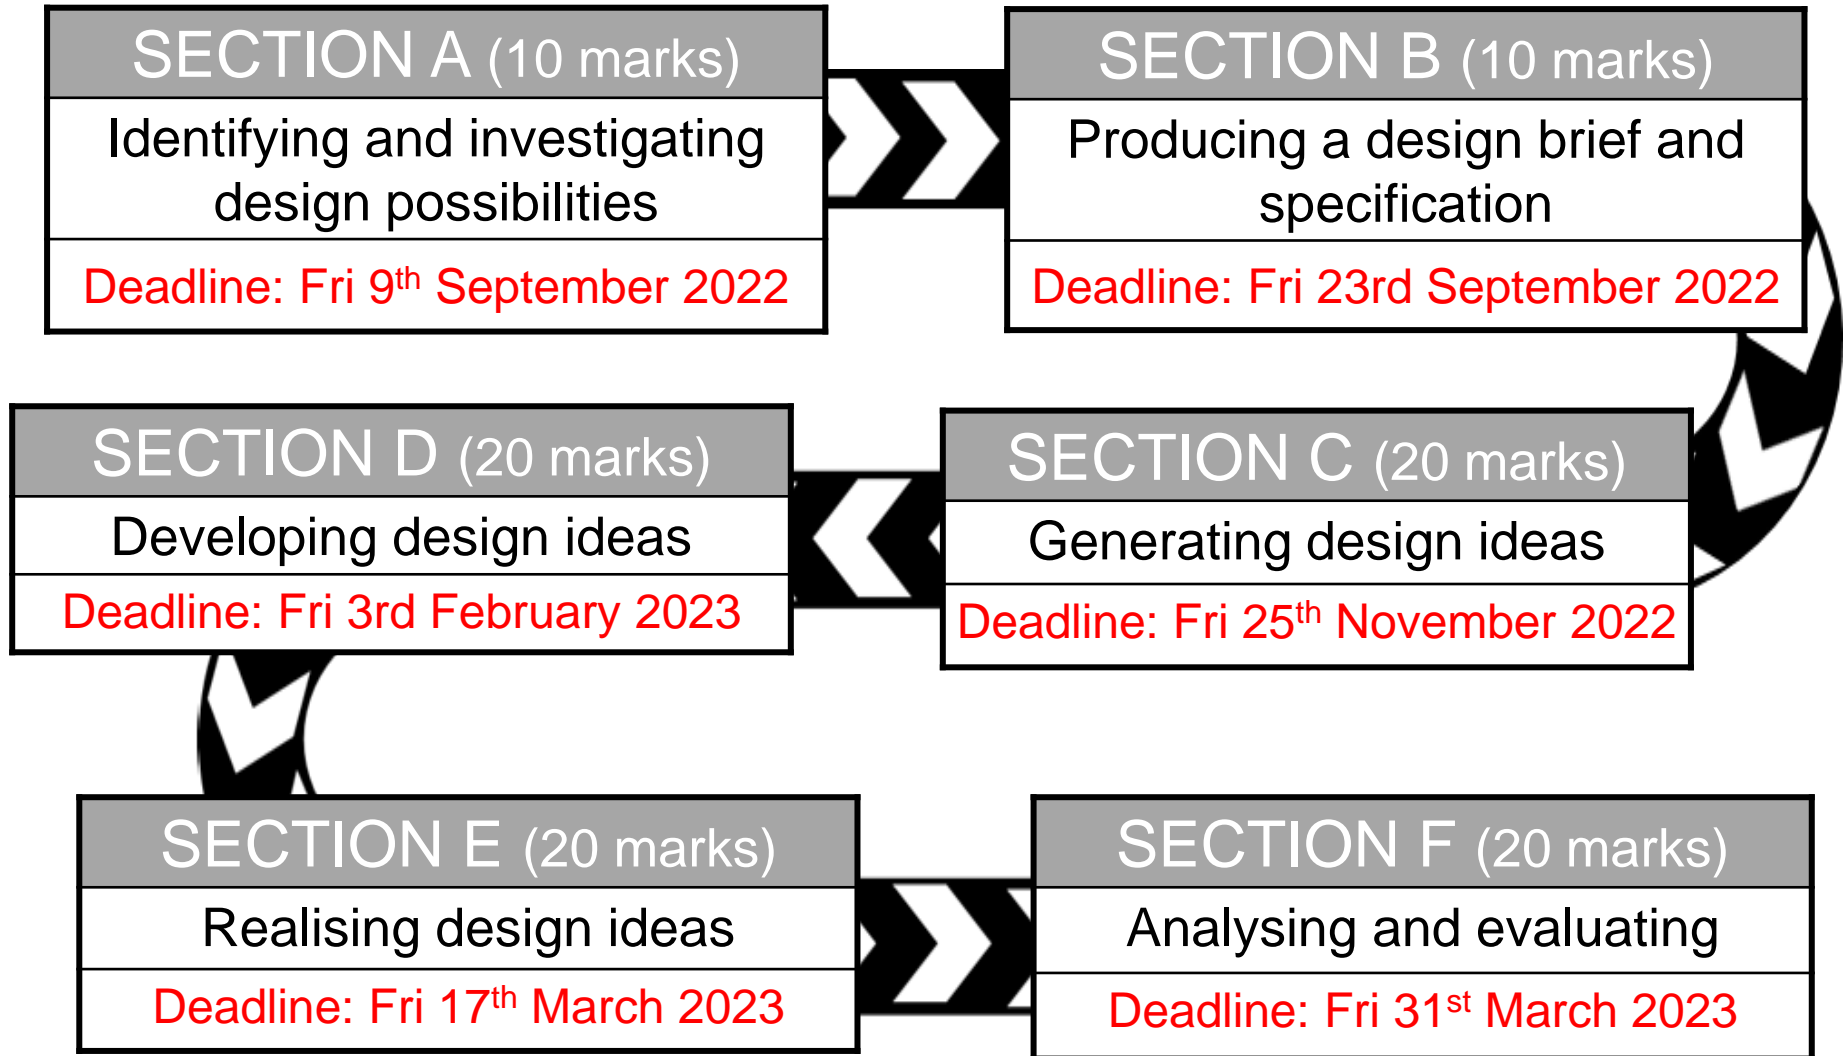 SECTION A (10 marks)
Identifying and investigating
design possibilities
Deadline: Fri 9th September 2022
SECTION B (10 marks)
Producing a design brief and
specification
Deadline: Fri 23rd September 2022
SECTION C (20 marks)
Generating design ideas
Deadline: Fri 25th November 2022
SECTION D (20 marks)
Developing design ideas
Deadline: Fri 3rd February 2023
SECTION E (20 marks)
Realising design ideas
Deadline: Fri 17th March 2023
SECTION F (20 marks)
Analysing and evaluating
Deadline: Fri 31st March 2023